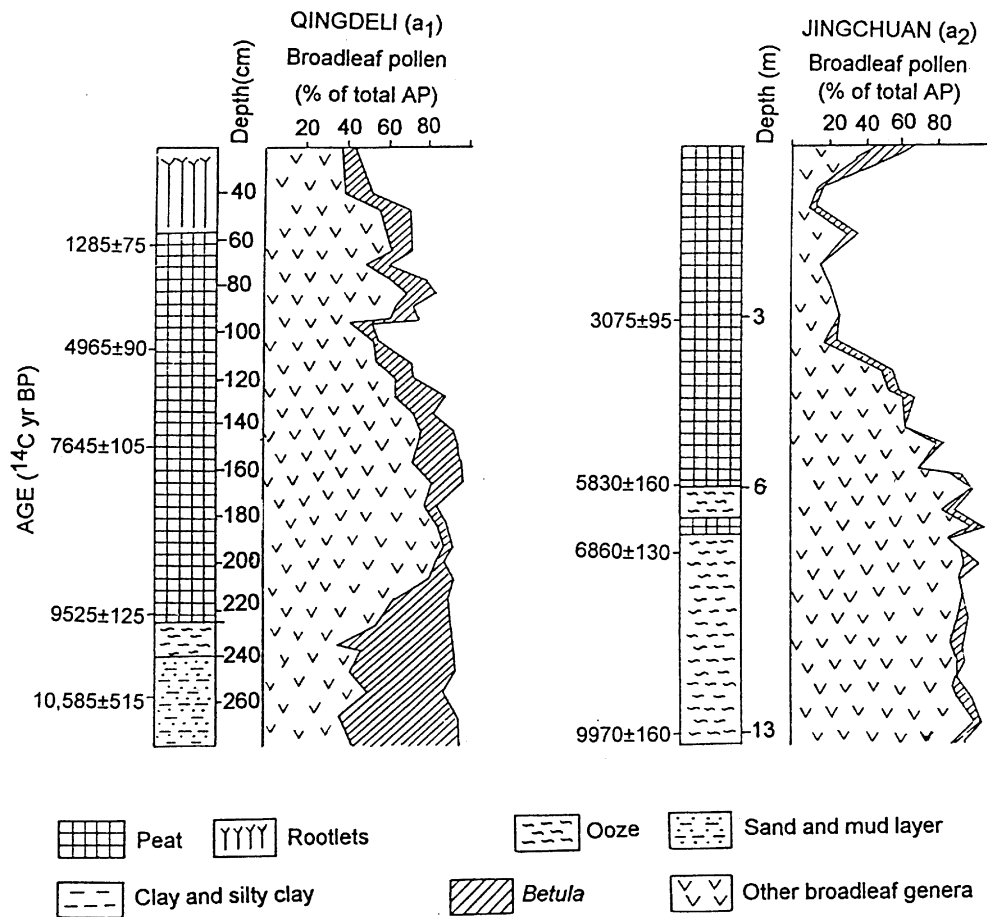 QINGDELI (a1)
Broadleaf pollen
(% of total AP)
Depth(cm)
20 40 60 80
40
60
80
100
120
140
160
180
200
220
240
260
AGE (14C yr BP)
1285±75
4965±90
7645±105
9525±125
10,585±515
JINGCHUAN (a2)
Broadleaf pollen
(% of total AP)
Depth (m)
20 40 60 80
3
6
13
3075±95
5830±160
6860±130
9970±160
Peat
Rootlets
Ooze
Sand and mud layer
Clay and silty clay
Betula
Other broadleaf genera